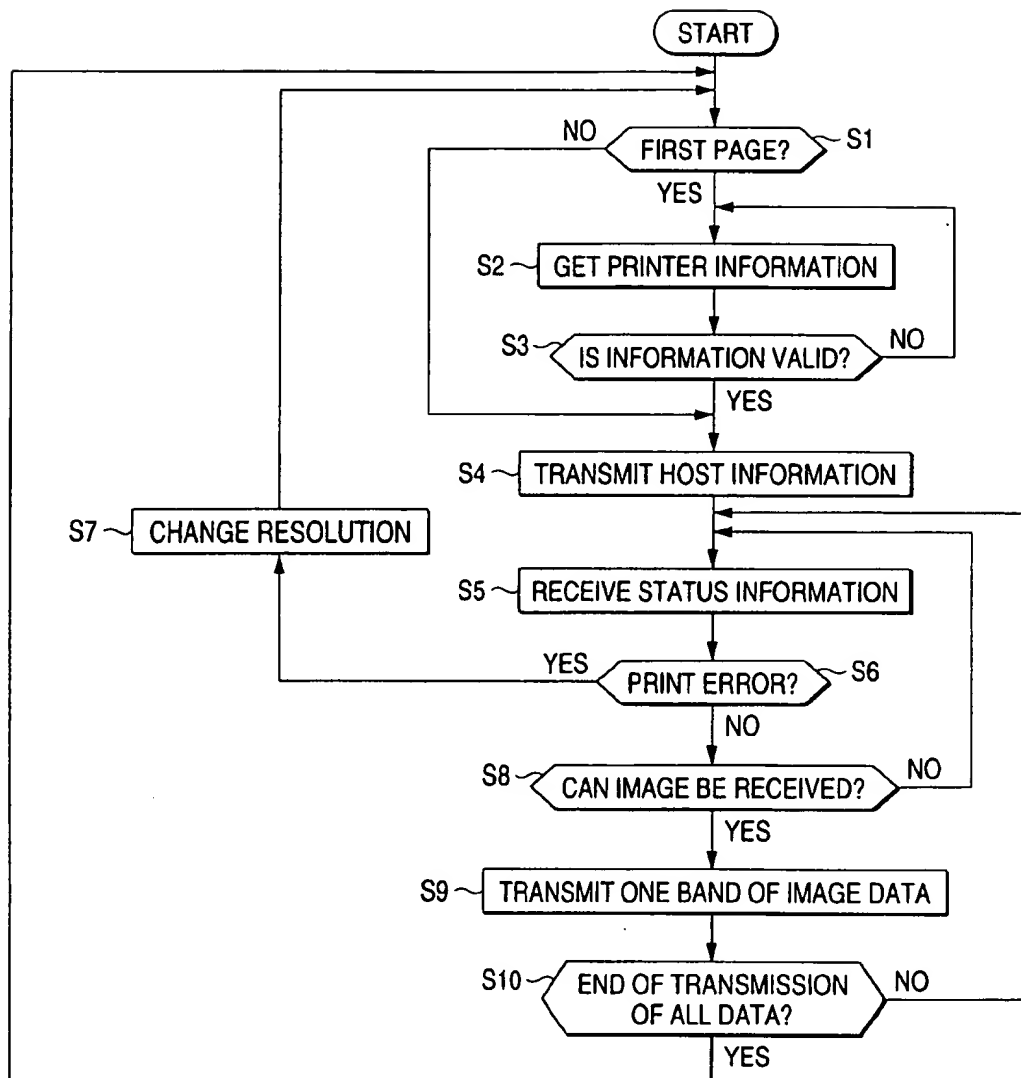 START
NO
FIRST PAGE?
S1
YES
S2
GET PRINTER INFORMATION
S3
IS INFORMATION VALID?
NO
YES
S4
TRANSMIT HOST INFORMATION
S7
CHANGE RESOLUTION
S5
RECEIVE STATUS INFORMATION
YES
PRINT ERROR?
S6
NO
S8
CAN IMAGE BE RECEIVED?
NO
YES
S9
TRANSMIT ONE BAND OF IMAGE DATA
S10
END OF TRANSMISSION
OF ALL DATA?
NO
YES